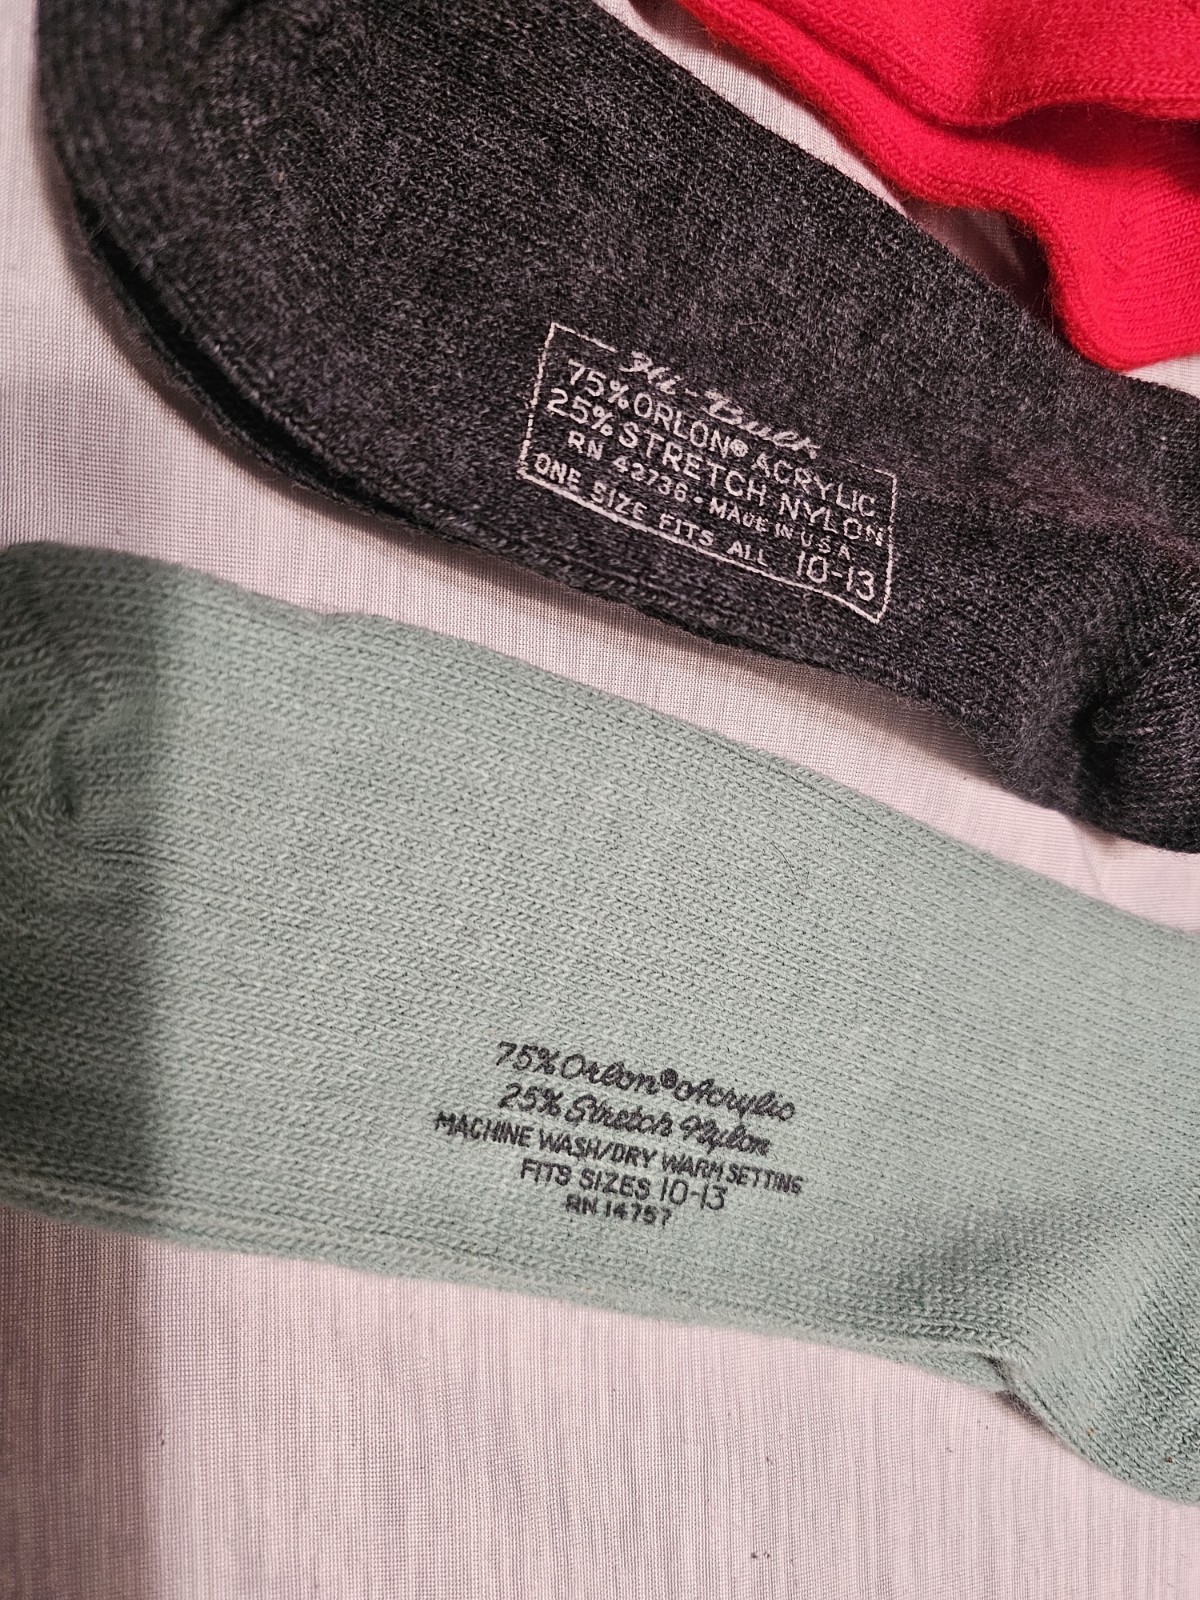 Hi-Bulk
75% ORLON® ACRYLIC
25% STRETCH NYLON
RN 42736 · MADE IN U S A
ONE SIZE FITS ALL 10-13
75% Orlon® Acrylic
25% Stretch Nylon
MACHINE WASH/DRY WARM SETTING
FITS SIZES 10-13
RN 14757